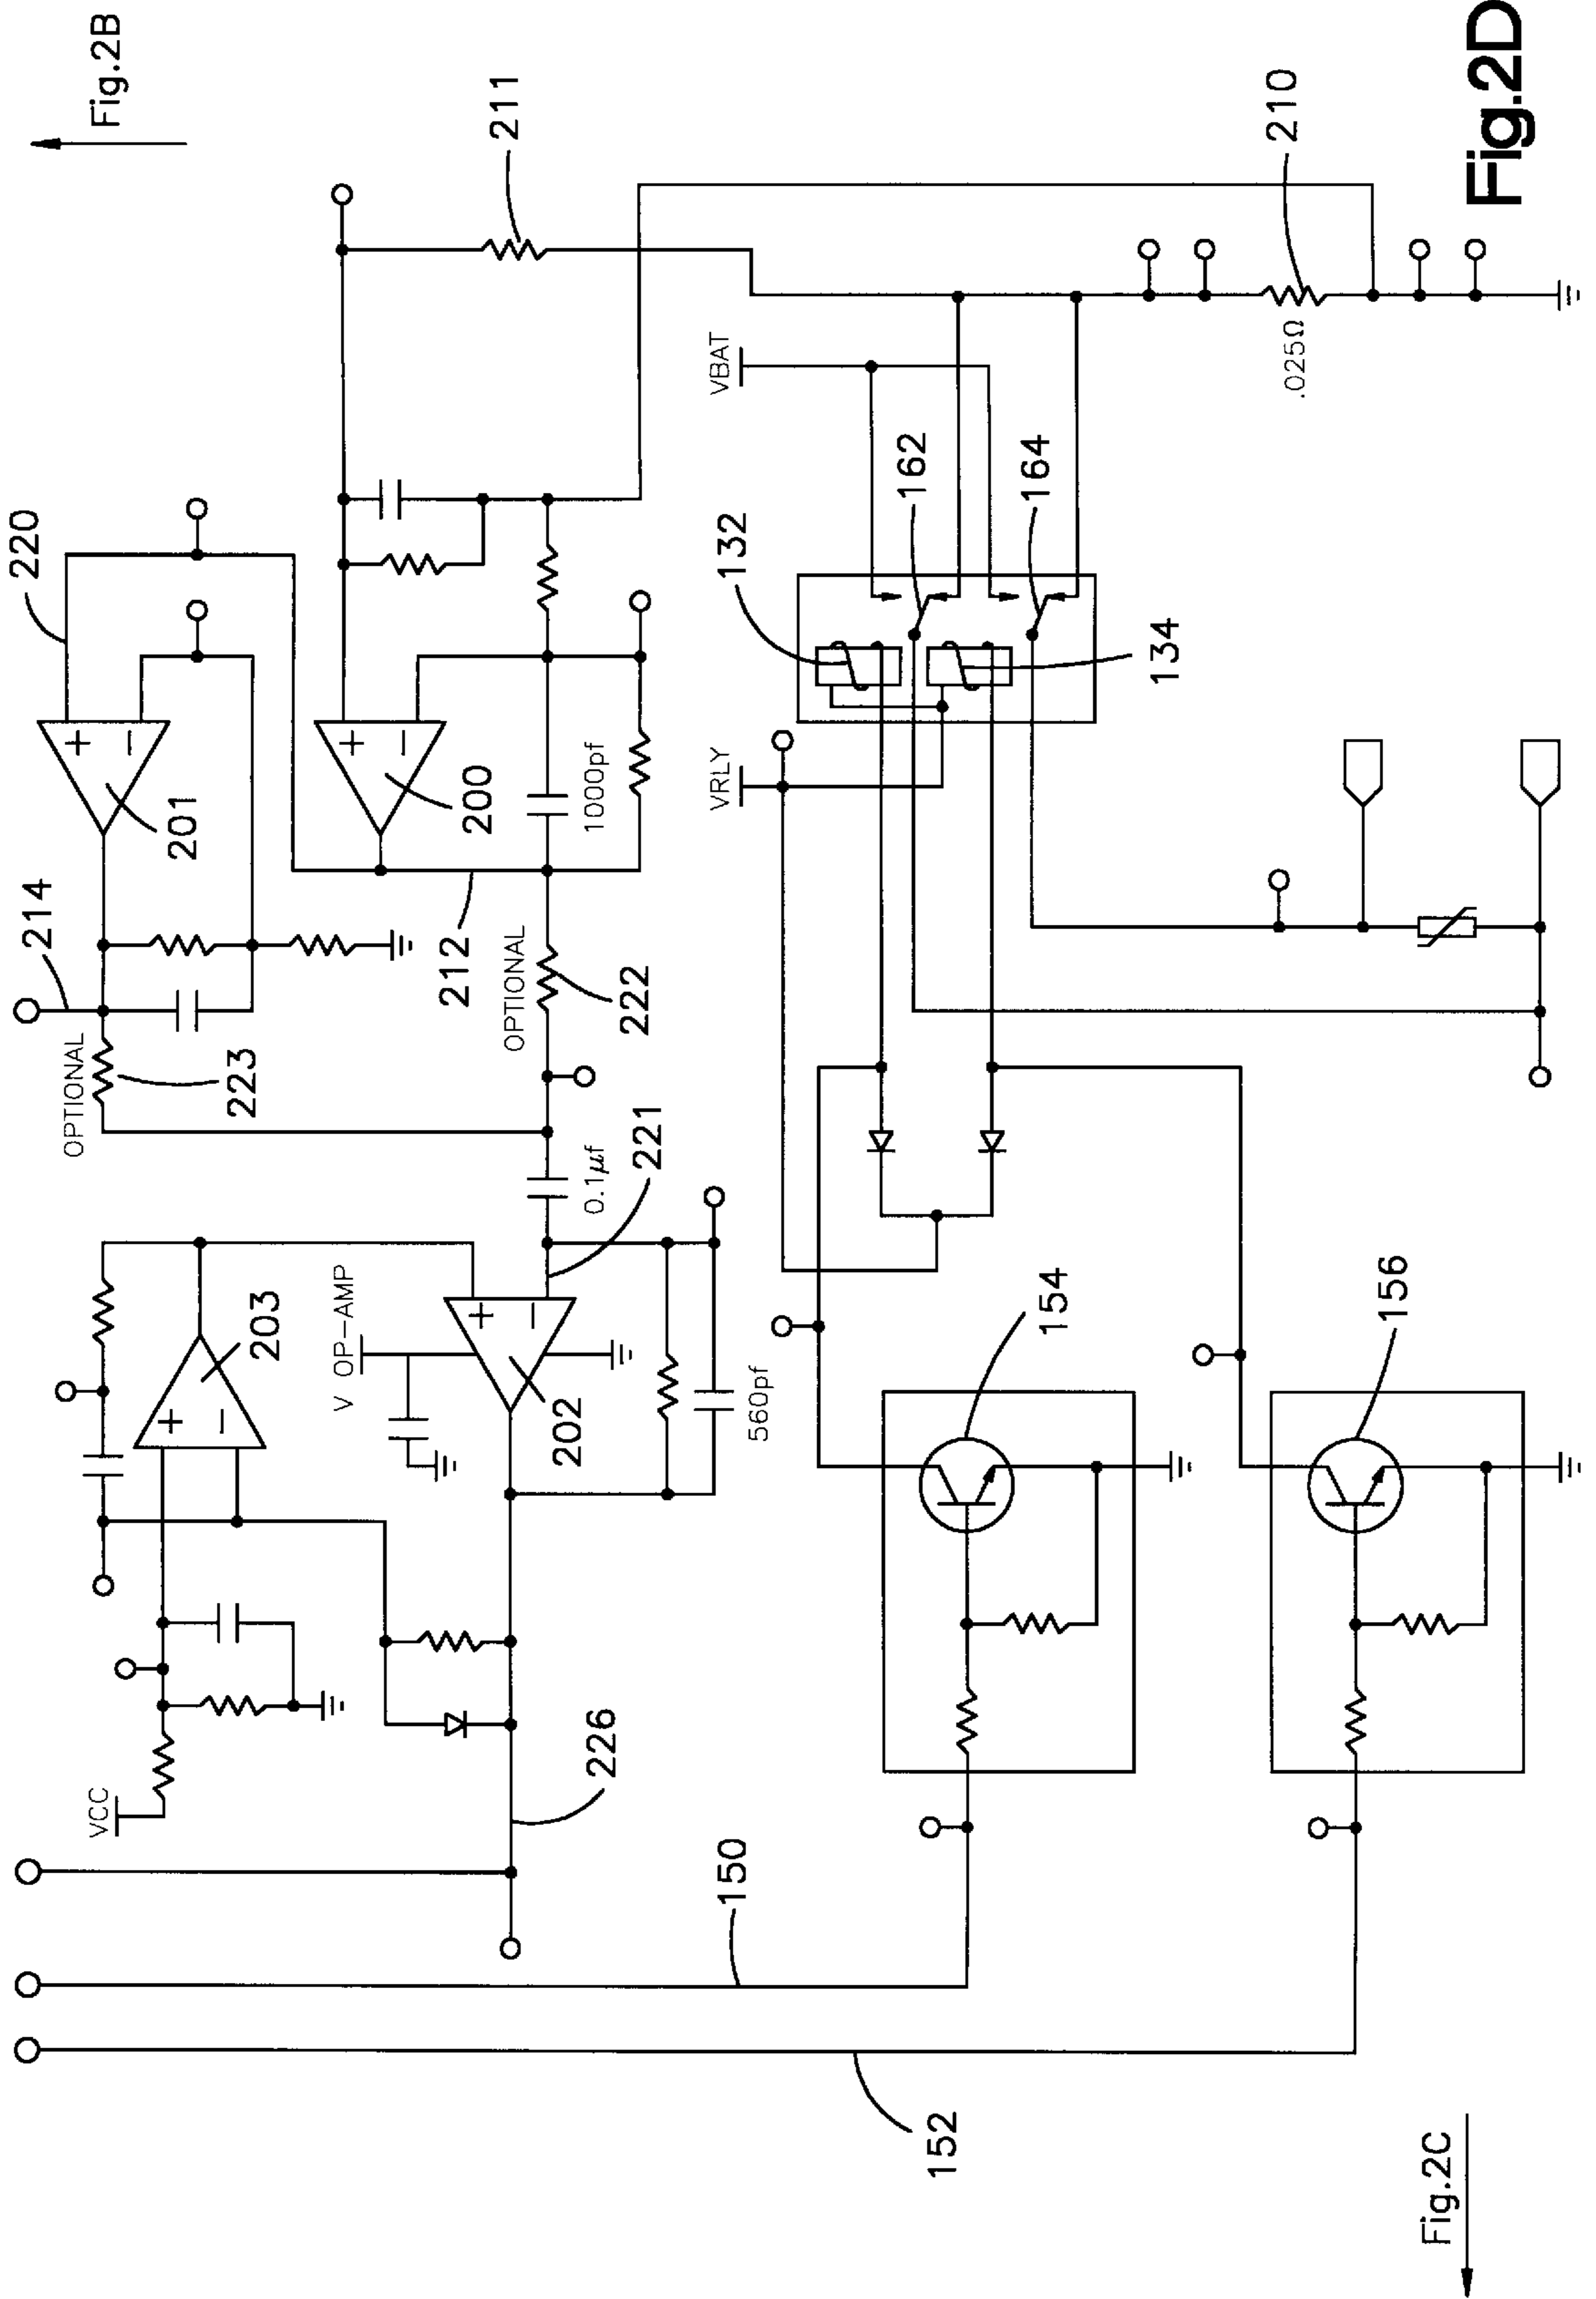 Fig.2B
220
214
+
−
201
OPTIONAL
223
+
−
200
1000pf
212
OPTIONAL
222
211
203
+
−
VCC
V OP-AMP
+
−
202
0.1µf
221
560pf
226
VBAT
VRLY
132
162
164
134
.025Ω
210
150
154
156
152
Fig.2C
Fig.2D